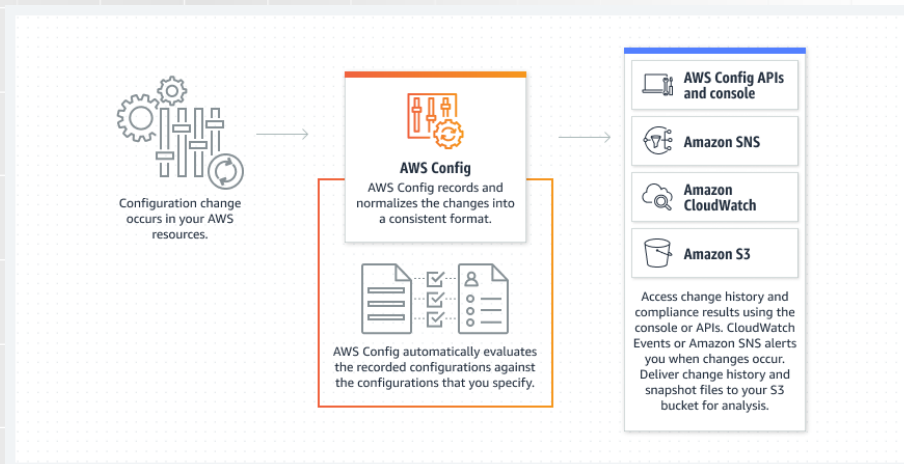 Configuration change
occurs in your AWS
resources.
AWS Config
AWS Config records and
normalizes the changes into
a consistent format.
AWS Config automatically evaluates
the recorded configurations against
the configurations that you specify.
AWS Config APIs
and console
Amazon SNS
Amazon
CloudWatch
Amazon S3
Access change history and
compliance results using the
console or APIs. CloudWatch
Events or Amazon SNS alerts
you when changes occur.
Deliver change history and
snapshot files to your S3
bucket for analysis.